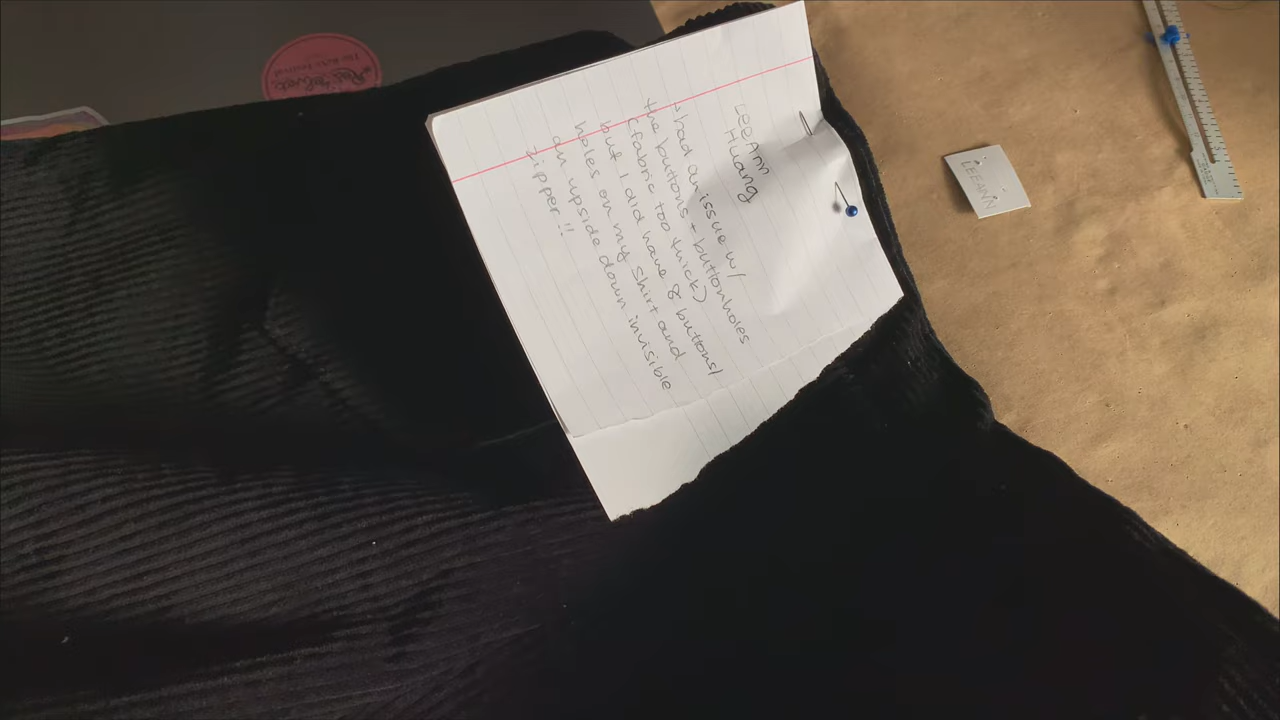 LeeAnn
Huang
+ had an issue w/
the buttons + buttonholes
(fabric too thick)
but I did have 8 buttons/
holes on my shirt and
an upside down invisible
zipper!!
LEEANN